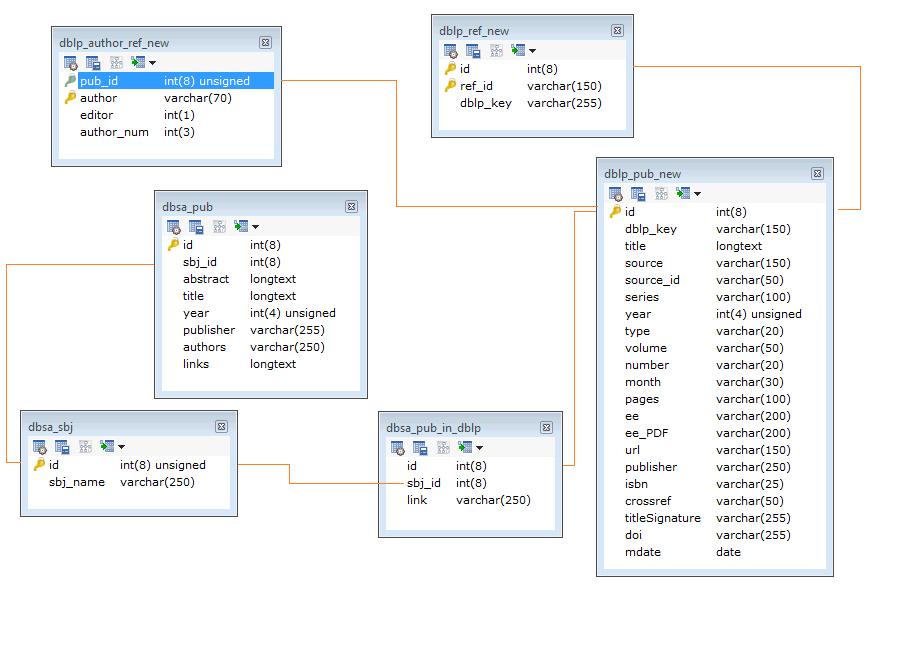 dblp_author_ref_new
pub_id int(8) unsigned
author varchar(70)
editor int(1)
author_num int(3)
dblp_ref_new
id int(8)
ref_id varchar(150)
dblp_key varchar(255)
dbsa_pub
id int(8)
sbj_id int(8)
abstract longtext
title longtext
year int(4) unsigned
publisher varchar(255)
authors varchar(250)
links longtext
dblp_pub_new
id int(8)
dblp_key varchar(150)
title longtext
source varchar(150)
source_id varchar(50)
series varchar(100)
year int(4) unsigned
type varchar(20)
volume varchar(50)
number varchar(20)
month varchar(30)
pages varchar(100)
ee varchar(200)
ee_PDF varchar(200)
url varchar(150)
publisher varchar(250)
isbn varchar(25)
crossref varchar(50)
titleSignature varchar(255)
doi varchar(255)
mdate date
dbsa_sbj
id int(8) unsigned
sbj_name varchar(250)
dbsa_pub_in_dblp
id int(8)
sbj_id int(8)
link varchar(250)